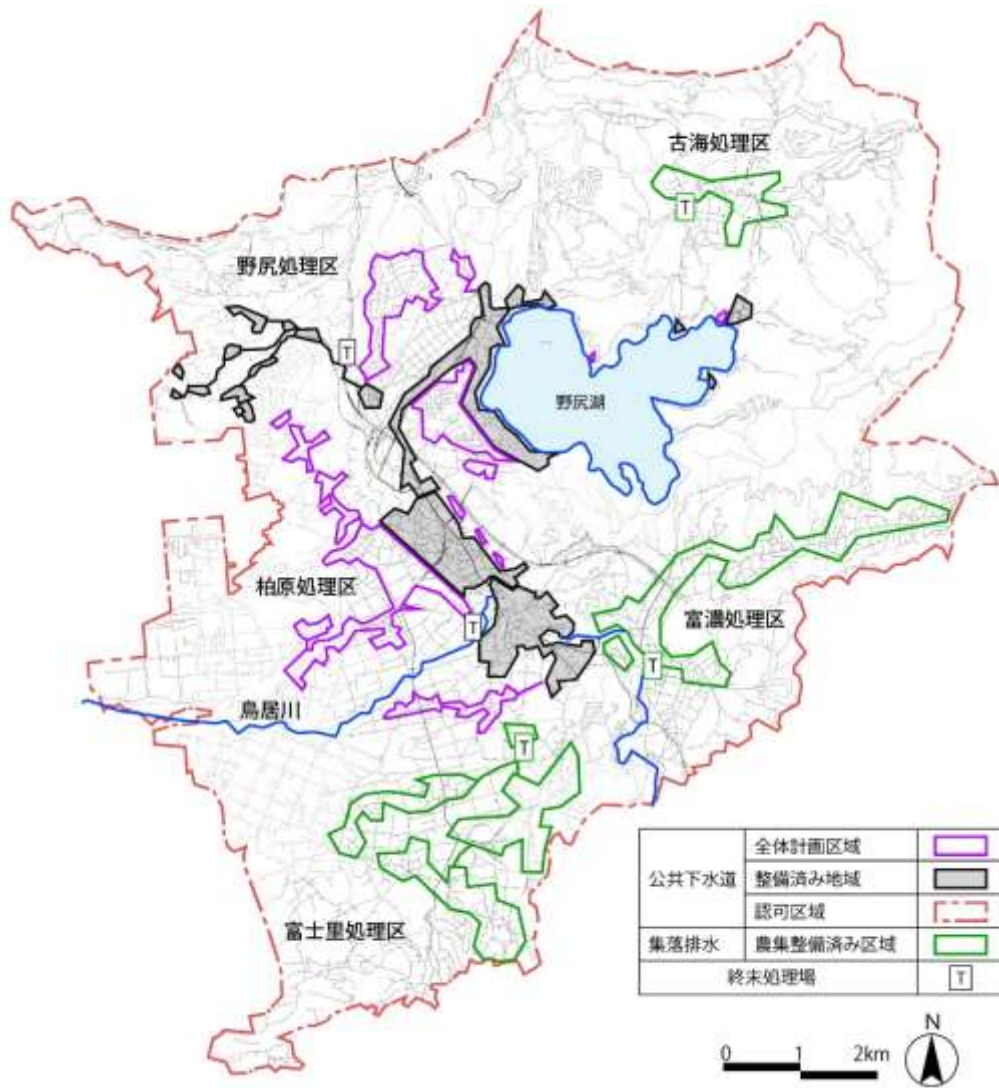 古海処理区
T
野尻処理区
T
野尻湖
柏原処理区
T
富濃処理区
T
鳥居川
T
富士里処理区
公共下水道
全体計画区域
整備済み地域
認可区域
集落排水
農集整備済み区域
終末処理場
T
0 1 2km
N